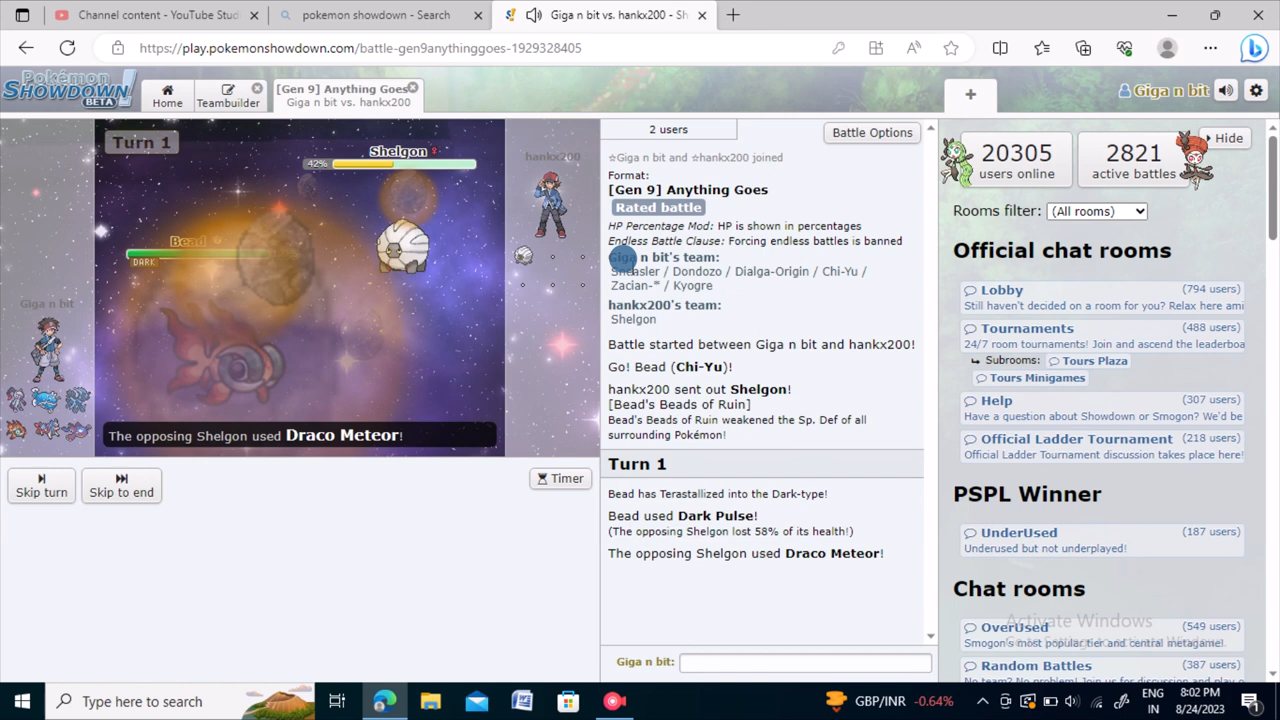 Channel content - YouTube Studi
pokemon showdown - Search
Giga n bit vs. hankx200 - Sh
https://play.pokemonshowdown.com/battle-gen9anythinggoes-1929328405
Pokémon
SHOWDOWN!
BETA
Home
Teambuilder
[Gen 9] Anything Goes
Giga n bit vs. hankx200
Giga n bit
Turn 1
Shelgon
42%
Bead
DARK
hankx200
Giga n bit
The opposing Shelgon used Draco Meteor!
Skip turn
Skip to end
Timer
2 users
Battle Options
☆Giga n bit and ☆hankx200 joined
Format:
[Gen 9] Anything Goes
Rated battle
HP Percentage Mod: HP is shown in percentages
Endless Battle Clause: Forcing endless battles is banned
Giga n bit's team:
Sneasler / Dondozo / Dialga-Origin / Chi-Yu /
Zacian-* / Kyogre
hankx200's team:
Shelgon
Battle started between Giga n bit and hankx200!
Go! Bead (Chi-Yu)!
hankx200 sent out Shelgon!
[Bead's Beads of Ruin]
Bead's Beads of Ruin weakened the Sp. Def of all
surrounding Pokémon!
Turn 1
Bead has Terastallized into the Dark-type!
Bead used Dark Pulse!
(The opposing Shelgon lost 58% of its health!)
The opposing Shelgon used Draco Meteor!
Giga n bit:
20305
users online
2821
active battles
Hide
Rooms filter: (All rooms)
Official chat rooms
Lobby (794 users)
Still haven't decided on a room for you? Relax here ami
Tournaments (488 users)
24/7 room tournaments! Join and ascend the leaderboa
Subrooms: Tours Plaza
Tours Minigames
Help (307 users)
Have a question about Showdown or Smogon? We'd be
Official Ladder Tournament (218 users)
Official Ladder Tournament discussion takes place here!
PSPL Winner
UnderUsed (187 users)
Underused but not underplayed!
Chat rooms
OverUsed (549 users)
Smogon's most popular tier and central metagame!
Random Battles (387 users)
Activate Windows
Go to Settings to activate Windows.
Type here to search
GBP/INR -0.64%
ENG
IN
8:02 PM
8/24/2023
1